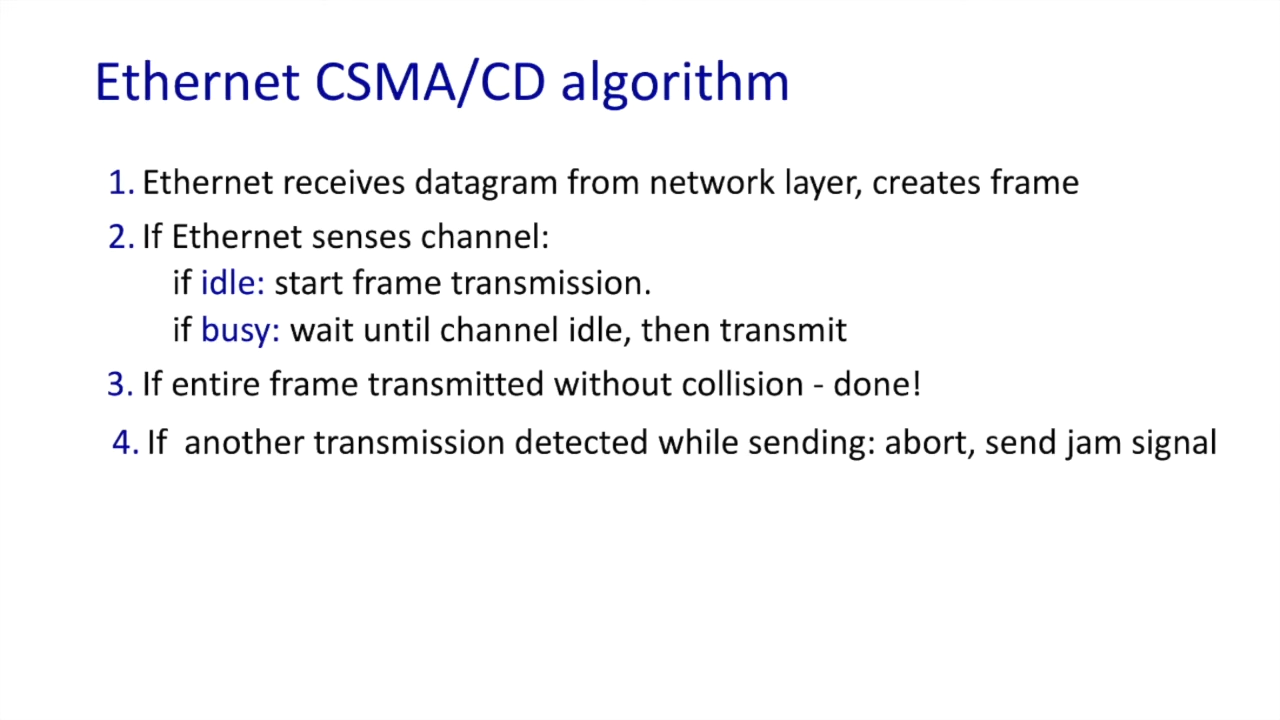 Ethernet CSMA/CD algorithm
1. Ethernet receives datagram from network layer, creates frame
2. If Ethernet senses channel:
if idle: start frame transmission.
if busy: wait until channel idle, then transmit
3. If entire frame transmitted without collision - done!
4. If another transmission detected while sending: abort, send jam signal